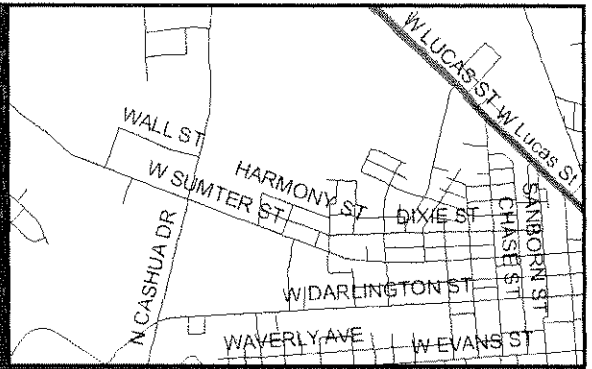 W LUCAS ST
W Lucas St
WALL ST
W SUMTER ST
HARMONY ST
DIXIE ST
CHASE ST
SANBORN ST
N CASHUA DR
W DARLINGTON ST
WAVERLY AVE
W EVANS ST